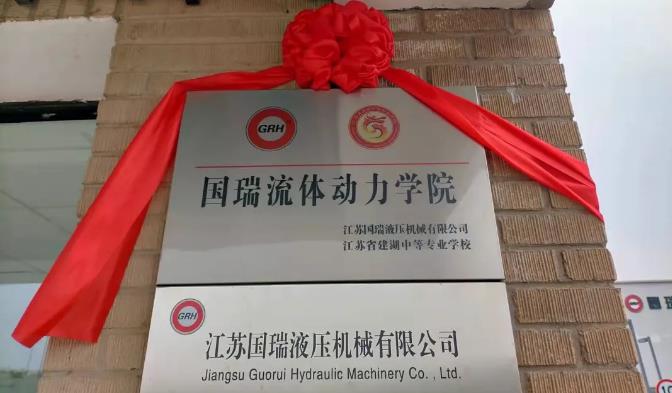 GRH
国瑞流体动力学院
江苏国瑞液压机械有限公司
江苏省建湖中等专业学校
GRH
江苏国瑞液压机械有限公司
Jiangsu Guorui Hydraulic Machinery Co. , Ltd.